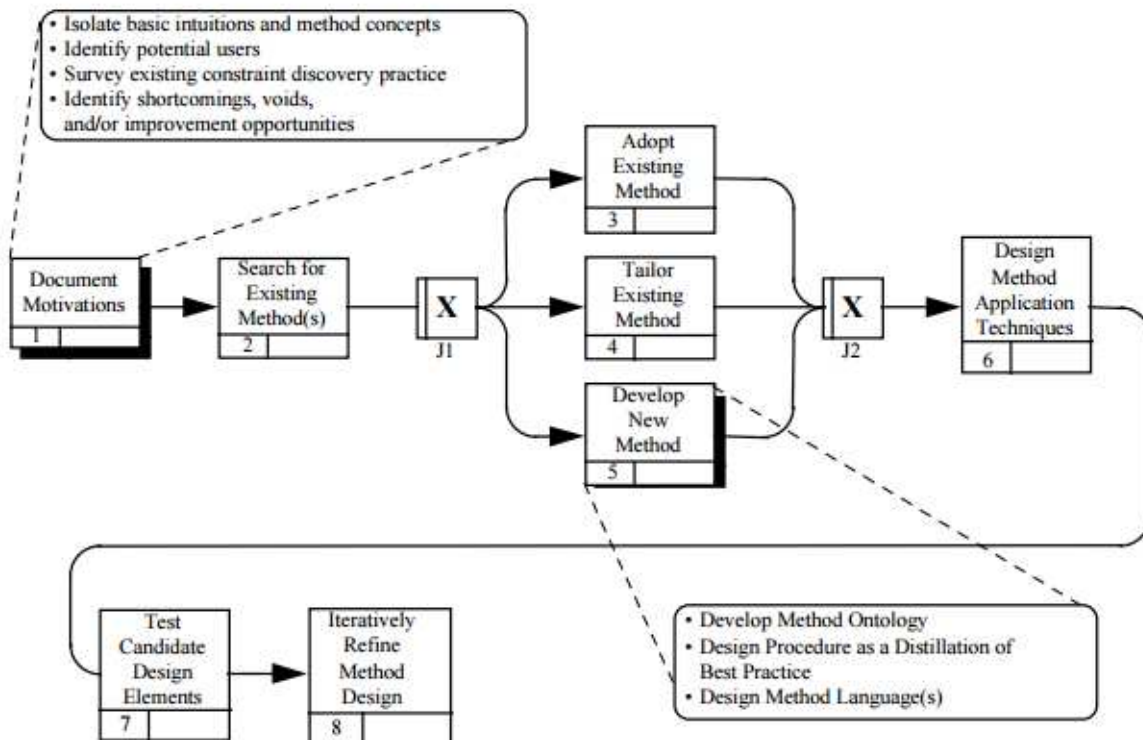 • Isolate basic intuitions and method concepts
• Identify potential users
• Survey existing constraint discovery practice
• Identify shortcomings, voids,
and/or improvement opportunities
Document
Motivations
1
Search for
Existing
Method(s)
2
X
J1
Adopt
Existing
Method
3
Tailor
Existing
Method
4
Develop
New
Method
5
X
J2
Design
Method
Application
Techniques
6
Test
Candidate
Design
Elements
7
Iteratively
Refine
Method
Design
8
• Develop Method Ontology
• Design Procedure as a Distillation of
Best Practice
• Design Method Language(s)